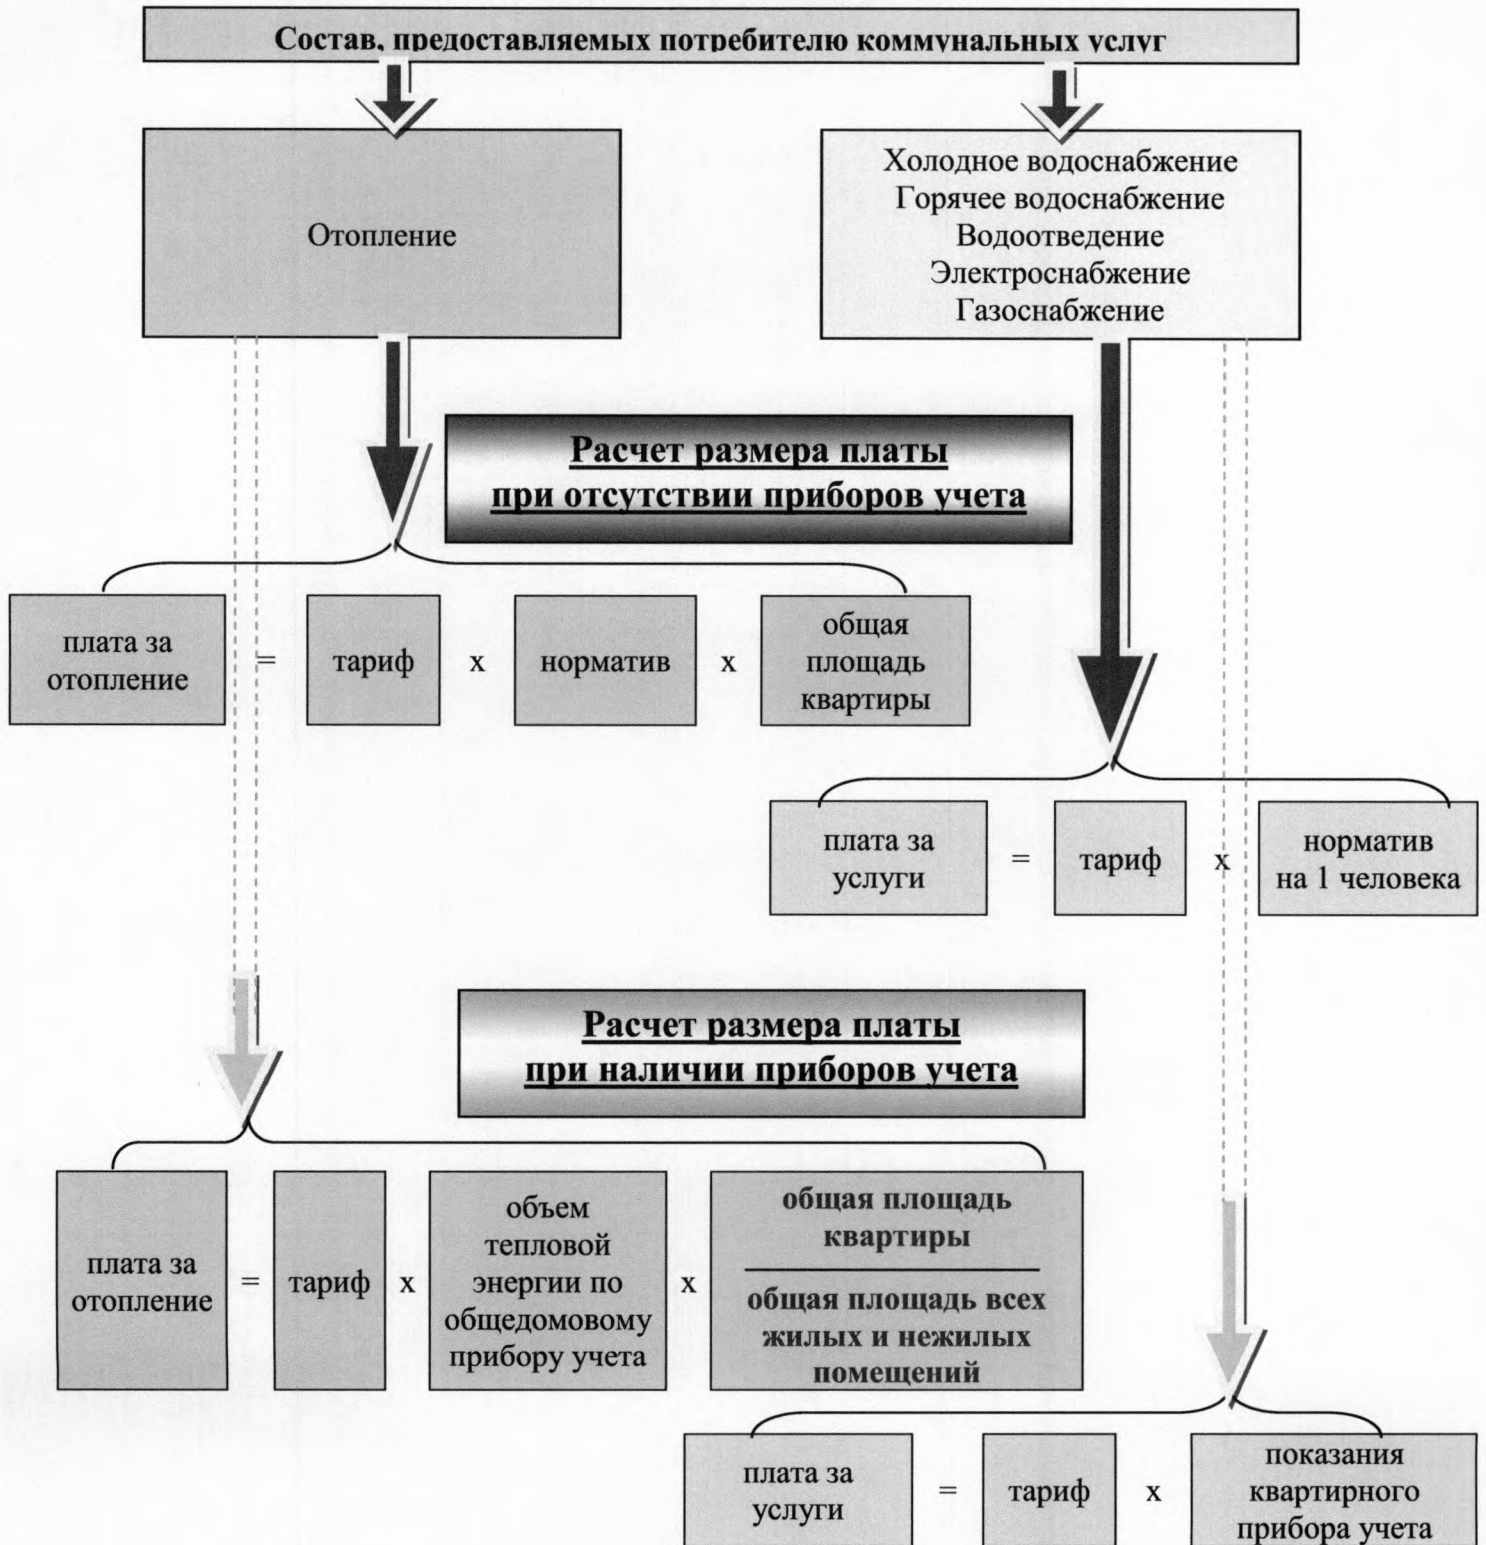 Состав, предоставляемых потребителю коммунальных услуг
Отопление
Холодное водоснабжение
Горячее водоснабжение
Водоотведение
Электроснабжение
Газоснабжение
Расчет размера платы
при отсутствии приборов учета
плата за
отопление
=
тариф
х
норматив
х
общая
площадь
квартиры
плата за
услуги
=
тариф
х
норматив
на 1 человека
Расчет размера платы
при наличии приборов учета
плата за
отопление
=
тариф
х
объем
тепловой
энергии по
общедомовому
прибору учета
х
общая площадь
квартиры
общая площадь всех
жилых и нежилых
помещений
плата за
услуги
=
тариф
х
показания
квартирного
прибора учета